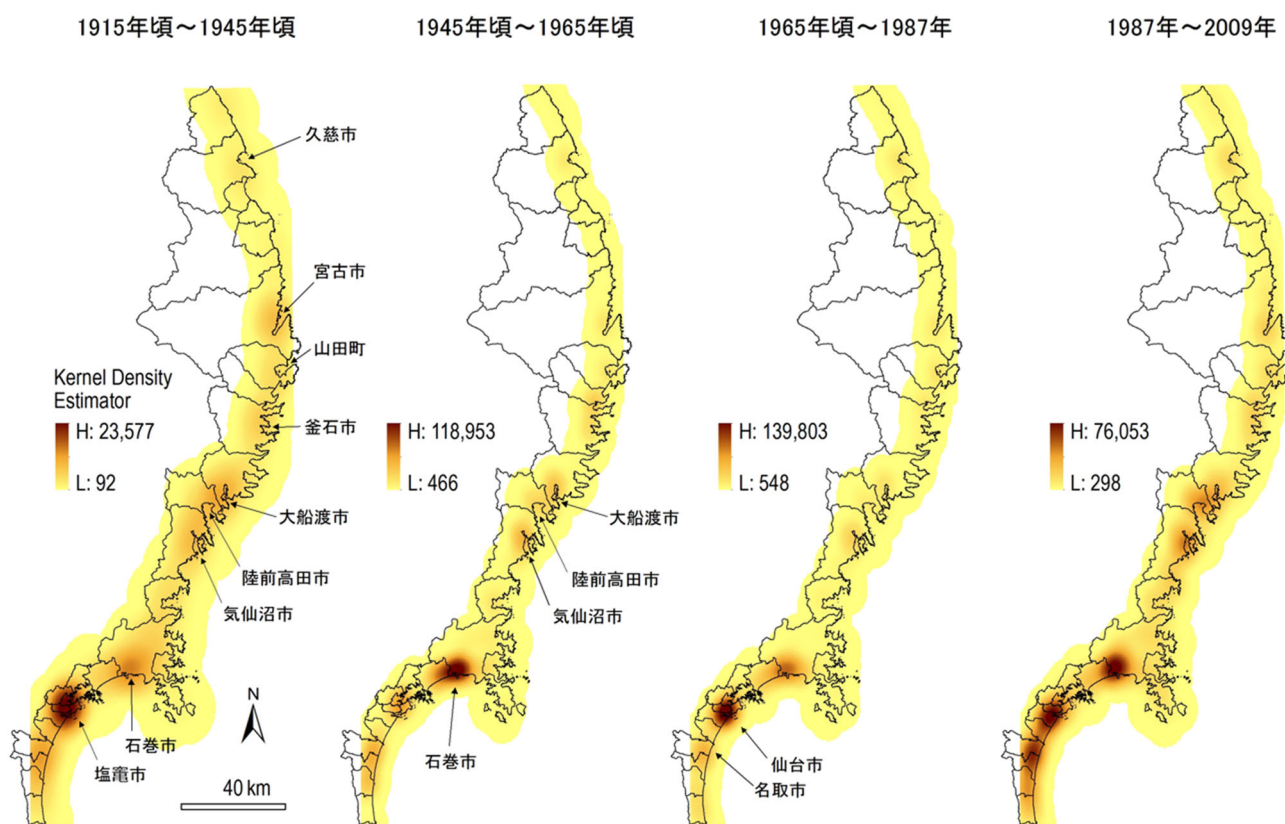 1915年頃～1945年頃
1945年頃～1965年頃
1965年頃～1987年
1987年～2009年
久慈市
宮古市
山田町
Kernel Density
Estimator
H: 23,577
L: 92
釜石市
大船渡市
陸前高田市
気仙沼市
石巻市
塩竈市
N
40 km
H: 118,953
L: 466
大船渡市
陸前高田市
気仙沼市
石巻市
H: 139,803
L: 548
仙台市
名取市
H: 76,053
L: 298